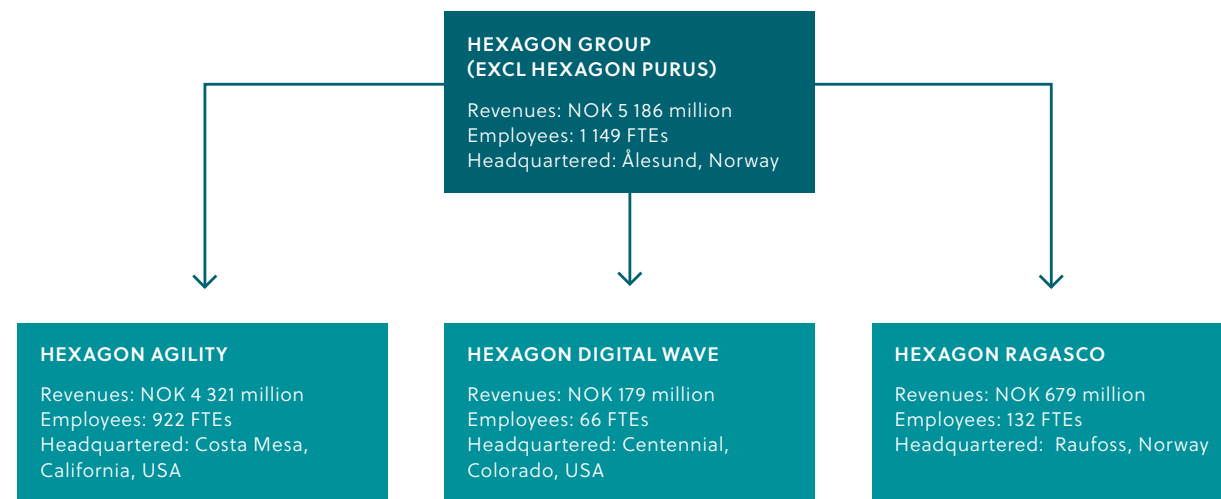 HEXAGON GROUP
(EXCL HEXAGON PURUS)
Revenues: NOK 5 186 million
Employees: 1 149 FTEs
Headquartered: Ålesund, Norway
HEXAGON AGILITY
Revenues: NOK 4 321 million
Employees: 922 FTEs
Headquartered: Costa Mesa,
California, USA
HEXAGON DIGITAL WAVE
Revenues: NOK 179 million
Employees: 66 FTEs
Headquartered: Centennial,
Colorado, USA
HEXAGON RAGASCO
Revenues: NOK 679 million
Employees: 132 FTEs
Headquartered: Raufoss, Norway